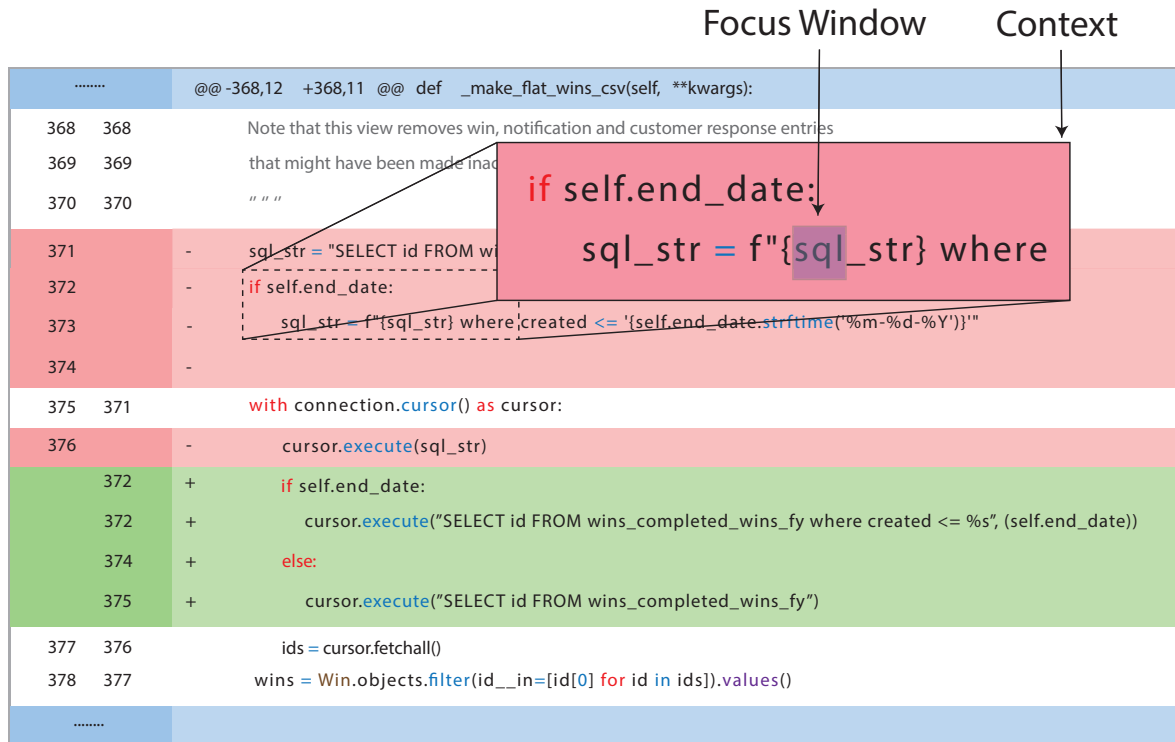 Focus Window Context
........ @@ -368,12 +368,11 @@ def _make_flat_wins_csv(self, **kwargs):
368 368 Note that this view removes win, notification and customer response entries
369 369 that might have been made inac
370 370 " " "
if self.end_date:
sql_str = f"{sql_str} where
371 - sql_str = "SELECT id FROM wi
372 - if self.end_date:
373 - sql_str = f"{sql_str} where created <= '{self.end_date.strftime('%m-%d-%Y')}'"
374 -
375 371 with connection.cursor() as cursor:
376 - cursor.execute(sql_str)
372 + if self.end_date:
372 + cursor.execute("SELECT id FROM wins_completed_wins_fy where created <= %s", (self.end_date))
374 + else:
375 + cursor.execute("SELECT id FROM wins_completed_wins_fy")
377 376 ids = cursor.fetchall()
378 377 wins = Win.objects.filter(id__in=[id[0] for id in ids]).values()
........